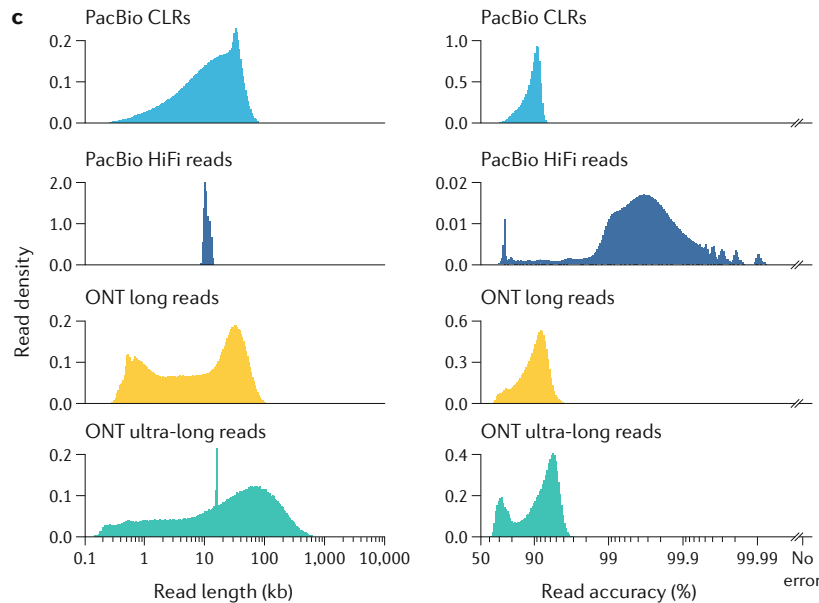 c
PacBio CLRs
0.2
0.1
0.0
PacBio CLRs
1.0
0.5
0.0
PacBio HiFi reads
2.0
1.0
0.0
PacBio HiFi reads
0.02
0.01
0.00
Read density
ONT long reads
0.2
0.1
0.0
ONT long reads
0.6
0.3
0.0
ONT ultra-long reads
0.2
0.1
0.0
0.1 1 10 100 1,000 10,000
Read length (kb)
ONT ultra-long reads
0.4
0.2
0.0
50 90 99 99.9 99.99 No
error
Read accuracy (%)